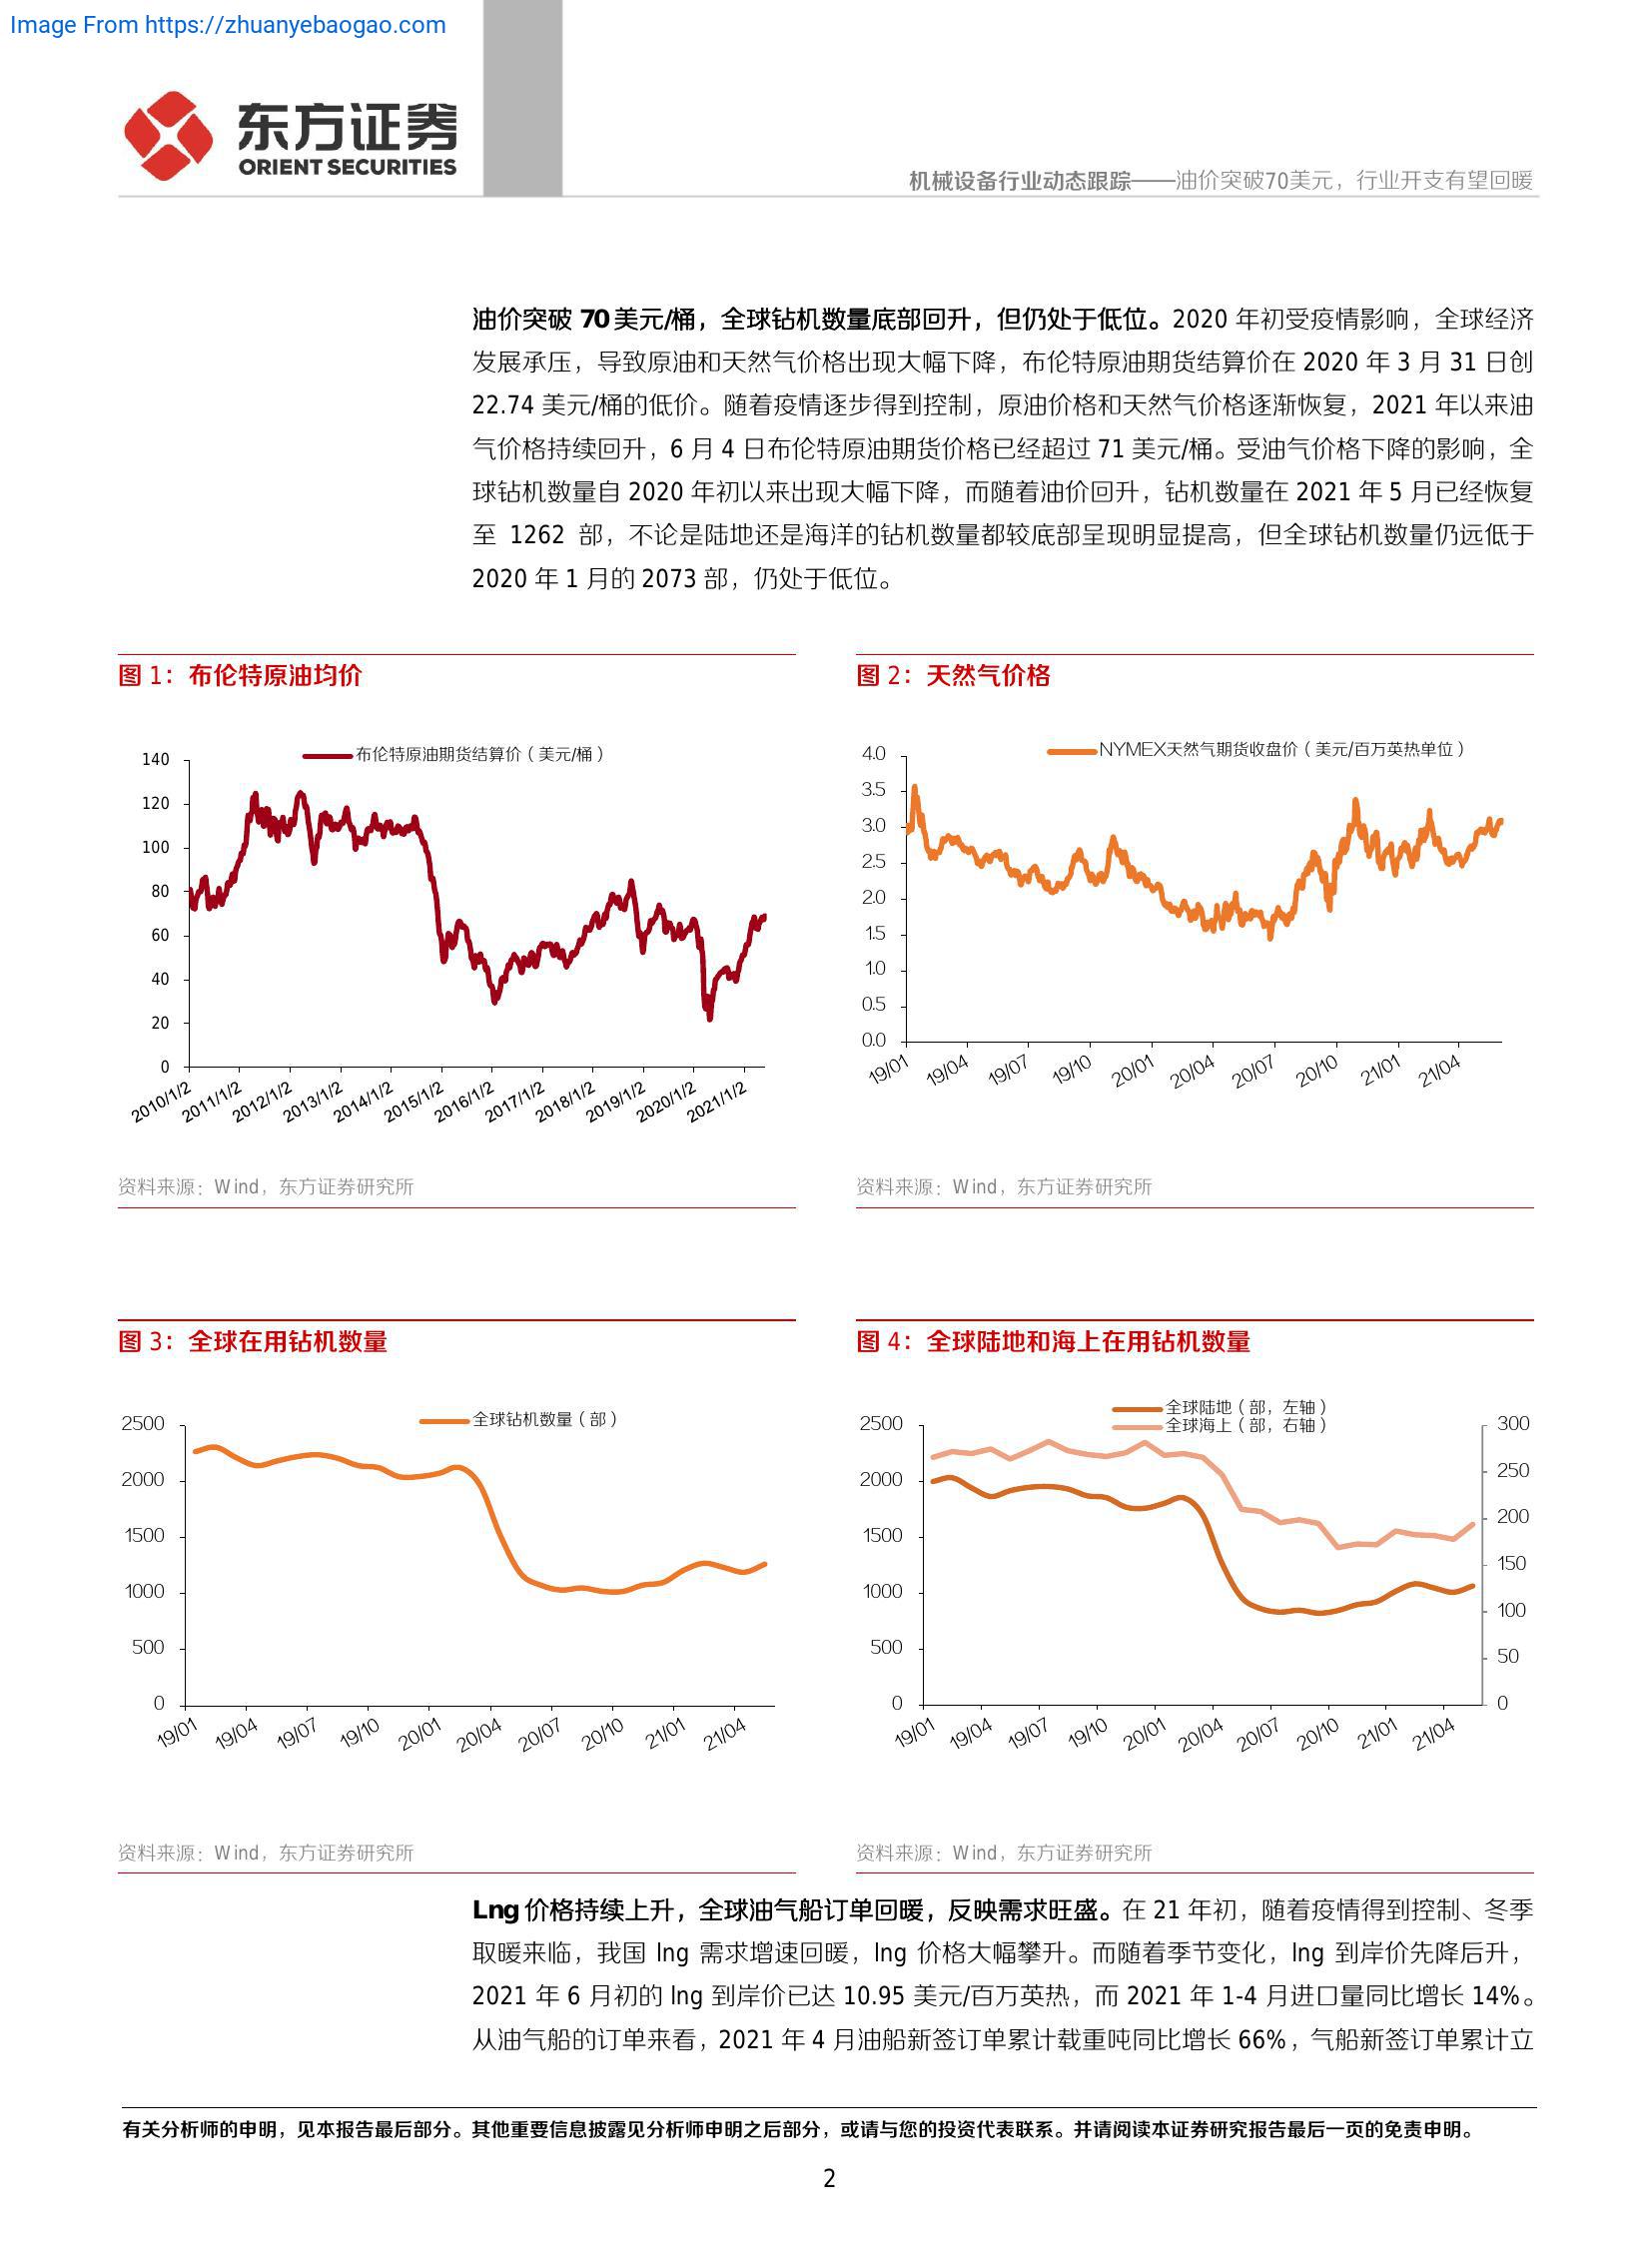 Image From https://zhuanyebaogao.com
东方证券
ORIENT SECURITIES
机械设备行业动态跟踪——油价突破70美元，行业开支有望回暖
油价突破 70 美元/桶，全球钻机数量底部回升，但仍处于低位。2020 年初受疫情影响，全球经济
发展承压，导致原油和天然气价格出现大幅下降，布伦特原油期货结算价在 2020 年 3 月 31 日创
22.74 美元/桶的低价。随着疫情逐步得到控制，原油价格和天然气价格逐渐恢复，2021 年以来油
气价格持续回升，6 月 4 日布伦特原油期货价格已经超过 71 美元/桶。受油气价格下降的影响，全
球钻机数量自 2020 年初以来出现大幅下降，而随着油价回升，钻机数量在 2021 年 5 月已经恢复
至 1262 部，不论是陆地还是海洋的钻机数量都较底部呈现明显提高，但全球钻机数量仍远低于
2020 年 1 月的 2073 部，仍处于低位。
图 1：布伦特原油均价
布伦特原油期货结算价（美元/桶）
140
120
100
80
60
40
20
0
2010/1/2 2011/1/2 2012/1/2 2013/1/2 2014/1/2 2015/1/2 2016/1/2 2017/1/2 2018/1/2 2019/1/2 2020/1/2 2021/1/2
资料来源：Wind，东方证券研究所
图 2：天然气价格
NYMEX天然气期货收盘价（美元/百万英热单位）
4.0
3.5
3.0
2.5
2.0
1.5
1.0
0.5
0.0
19/01 19/04 19/07 19/10 20/01 20/04 20/07 20/10 21/01 21/04
资料来源：Wind，东方证券研究所
图 3：全球在用钻机数量
全球钻机数量（部）
2500
2000
1500
1000
500
0
19/01 19/04 19/07 19/10 20/01 20/04 20/07 20/10 21/01 21/04
资料来源：Wind，东方证券研究所
图 4：全球陆地和海上在用钻机数量
全球陆地（部，左轴）
全球海上（部，右轴）
2500
2000
1500
1000
500
0
300
250
200
150
100
50
0
19/01 19/04 19/07 19/10 20/01 20/04 20/07 20/10 21/01 21/04
资料来源：Wind，东方证券研究所
Lng 价格持续上升，全球油气船订单回暖，反映需求旺盛。在 21 年初，随着疫情得到控制、冬季
取暖来临，我国 lng 需求增速回暖，lng 价格大幅攀升。而随着季节变化，lng 到岸价先降后升，
2021 年 6 月初的 lng 到岸价已达 10.95 美元/百万英热，而 2021 年 1-4 月进口量同比增长 14%。
从油气船的订单来看，2021 年 4 月油船新签订单累计载重吨同比增长 66%，气船新签订单累计立
有关分析师的申明，见本报告最后部分。其他重要信息披露见分析师申明之后部分，或请与您的投资代表联系。并请阅读本证券研究报告最后一页的免责申明。
2